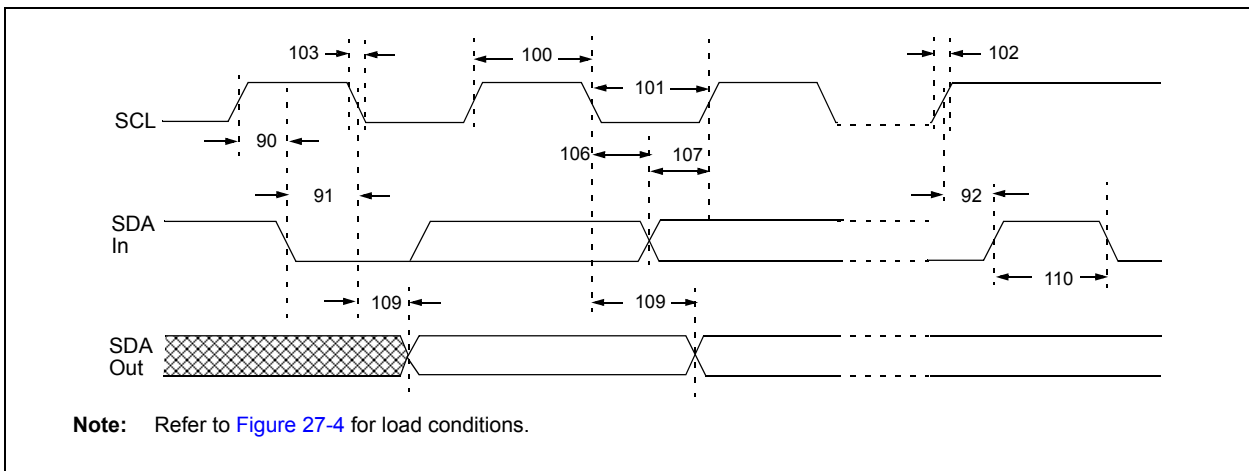 103
100
102
101
SCL
90
106
107
91
92
SDA
In
109
109
110
SDA
Out
Note: Refer to Figure 27-4 for load conditions.